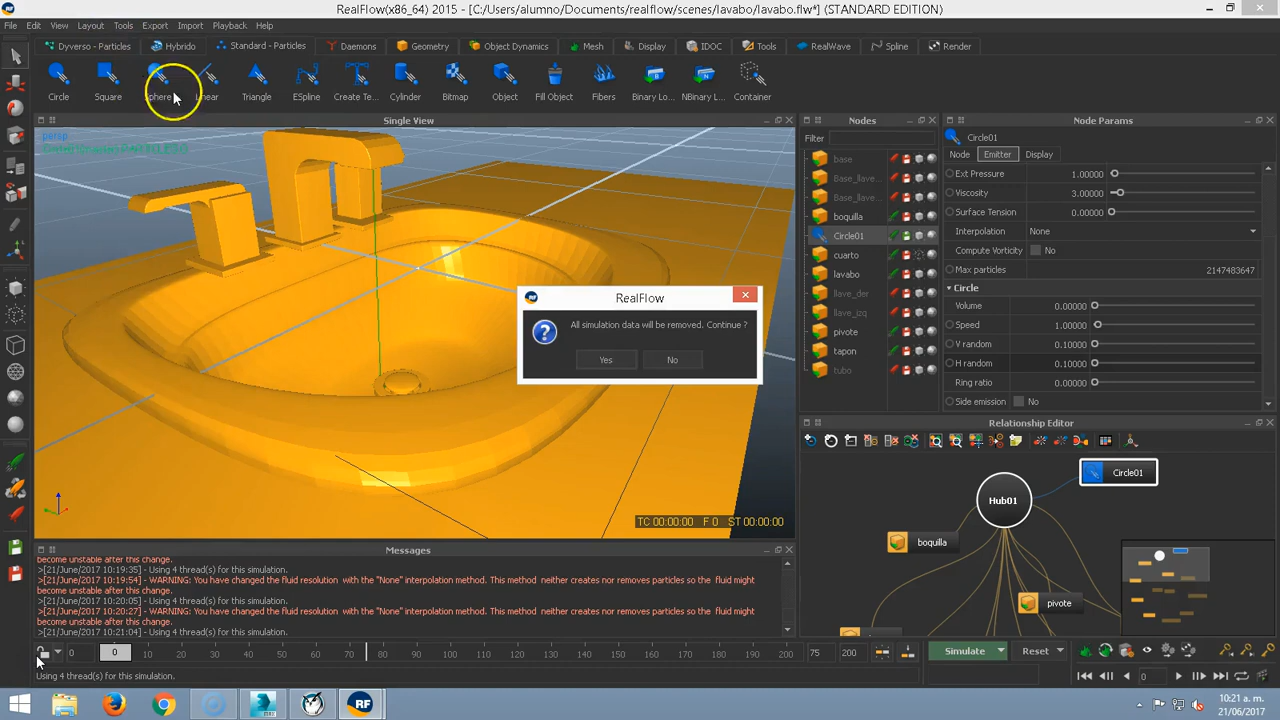 RealFlow(x86_64) 2015 - [C:/Users/alumno/Documents/realflow/scenes/lavabo/lavabo.flw*] (STANDARD EDITION)
File Edit View Layout Tools Edit Import Playback Help
Dyverso - Particles Hybrido Standard - Particles Daemons Geometry Object Dynamics Mesh Display IDOC Tools RealWave Spline Render
Circle Square Sphere Linear Triangle ESpline Create Te... Cylinder Bitmap Object Fill Object Fibers Binary Lo... NBinary L... Container
Single View
persp
Nodes
Filter
base
Base_llave...
Base_llave...
boquilla
Circle01
cuarto
lavabo
llave_der
llave_izq
pivote
tapon
tubo
Node Params
Circle01
Node Emitter Display
Ext Pressure 1.00000
Viscosity 3.00000
Surface Tension 0.00000
Interpolation None
Compute Vorticity No
Max particles 2147483647
Circle
Volume 0.00000
Speed 1.00000
V random 0.10000
H random 0.10000
Ring ratio 0.00000
Side emission No
RealFlow
All simulation data will be removed. Continue ?
Yes No
TC 00:00:00 F 0 ST 00:00:00
Relationship Editor
Circle01
Hub01
boquilla
pivote
Messages
become unstable after this change.
>[21/June/2017 10:19:35] - Using 4 thread(s) for this simulation.
>[21/June/2017 10:19:54] - WARNING: You have changed the fluid resolution with the "None" interpolation method. This method neither creates nor removes particles so the fluid might
become unstable after this change.
>[21/June/2017 10:20:05] - Using 4 thread(s) for this simulation.
>[21/June/2017 10:20:27] - WARNING: You have changed the fluid resolution with the "None" interpolation method. This method neither creates nor removes particles so the fluid might
become unstable after this change.
>[21/June/2017 10:21:04] - Using 4 thread(s) for this simulation.
0 0 10 20 30 40 50 60 70 80 90 100 110 120 130 140 150 160 170 180 190 200 75 200
Simulate Reset
Using 4 thread(s) for this simulation.
0
10:21 a. m.
21/06/2017